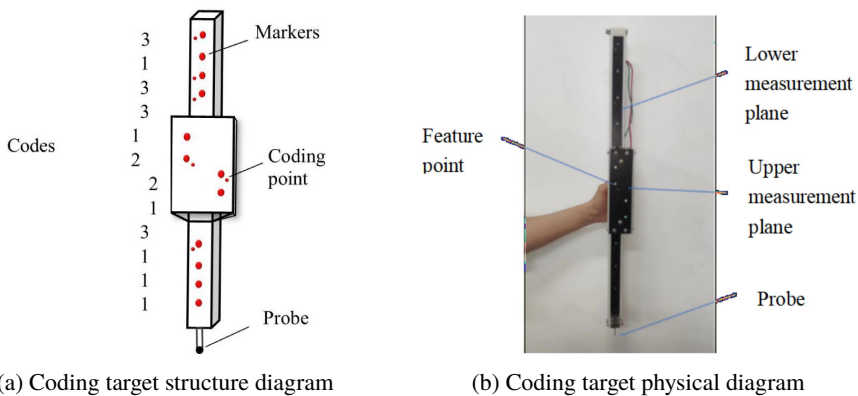 3
1
3
3
1
2
2
1
3
1
1
1
Codes
Markers
Coding
point
Probe
Lower
measurement
plane
Feature
point
Upper
measurement
plane
Probe
(a) Coding target structure diagram
(b) Coding target physical diagram